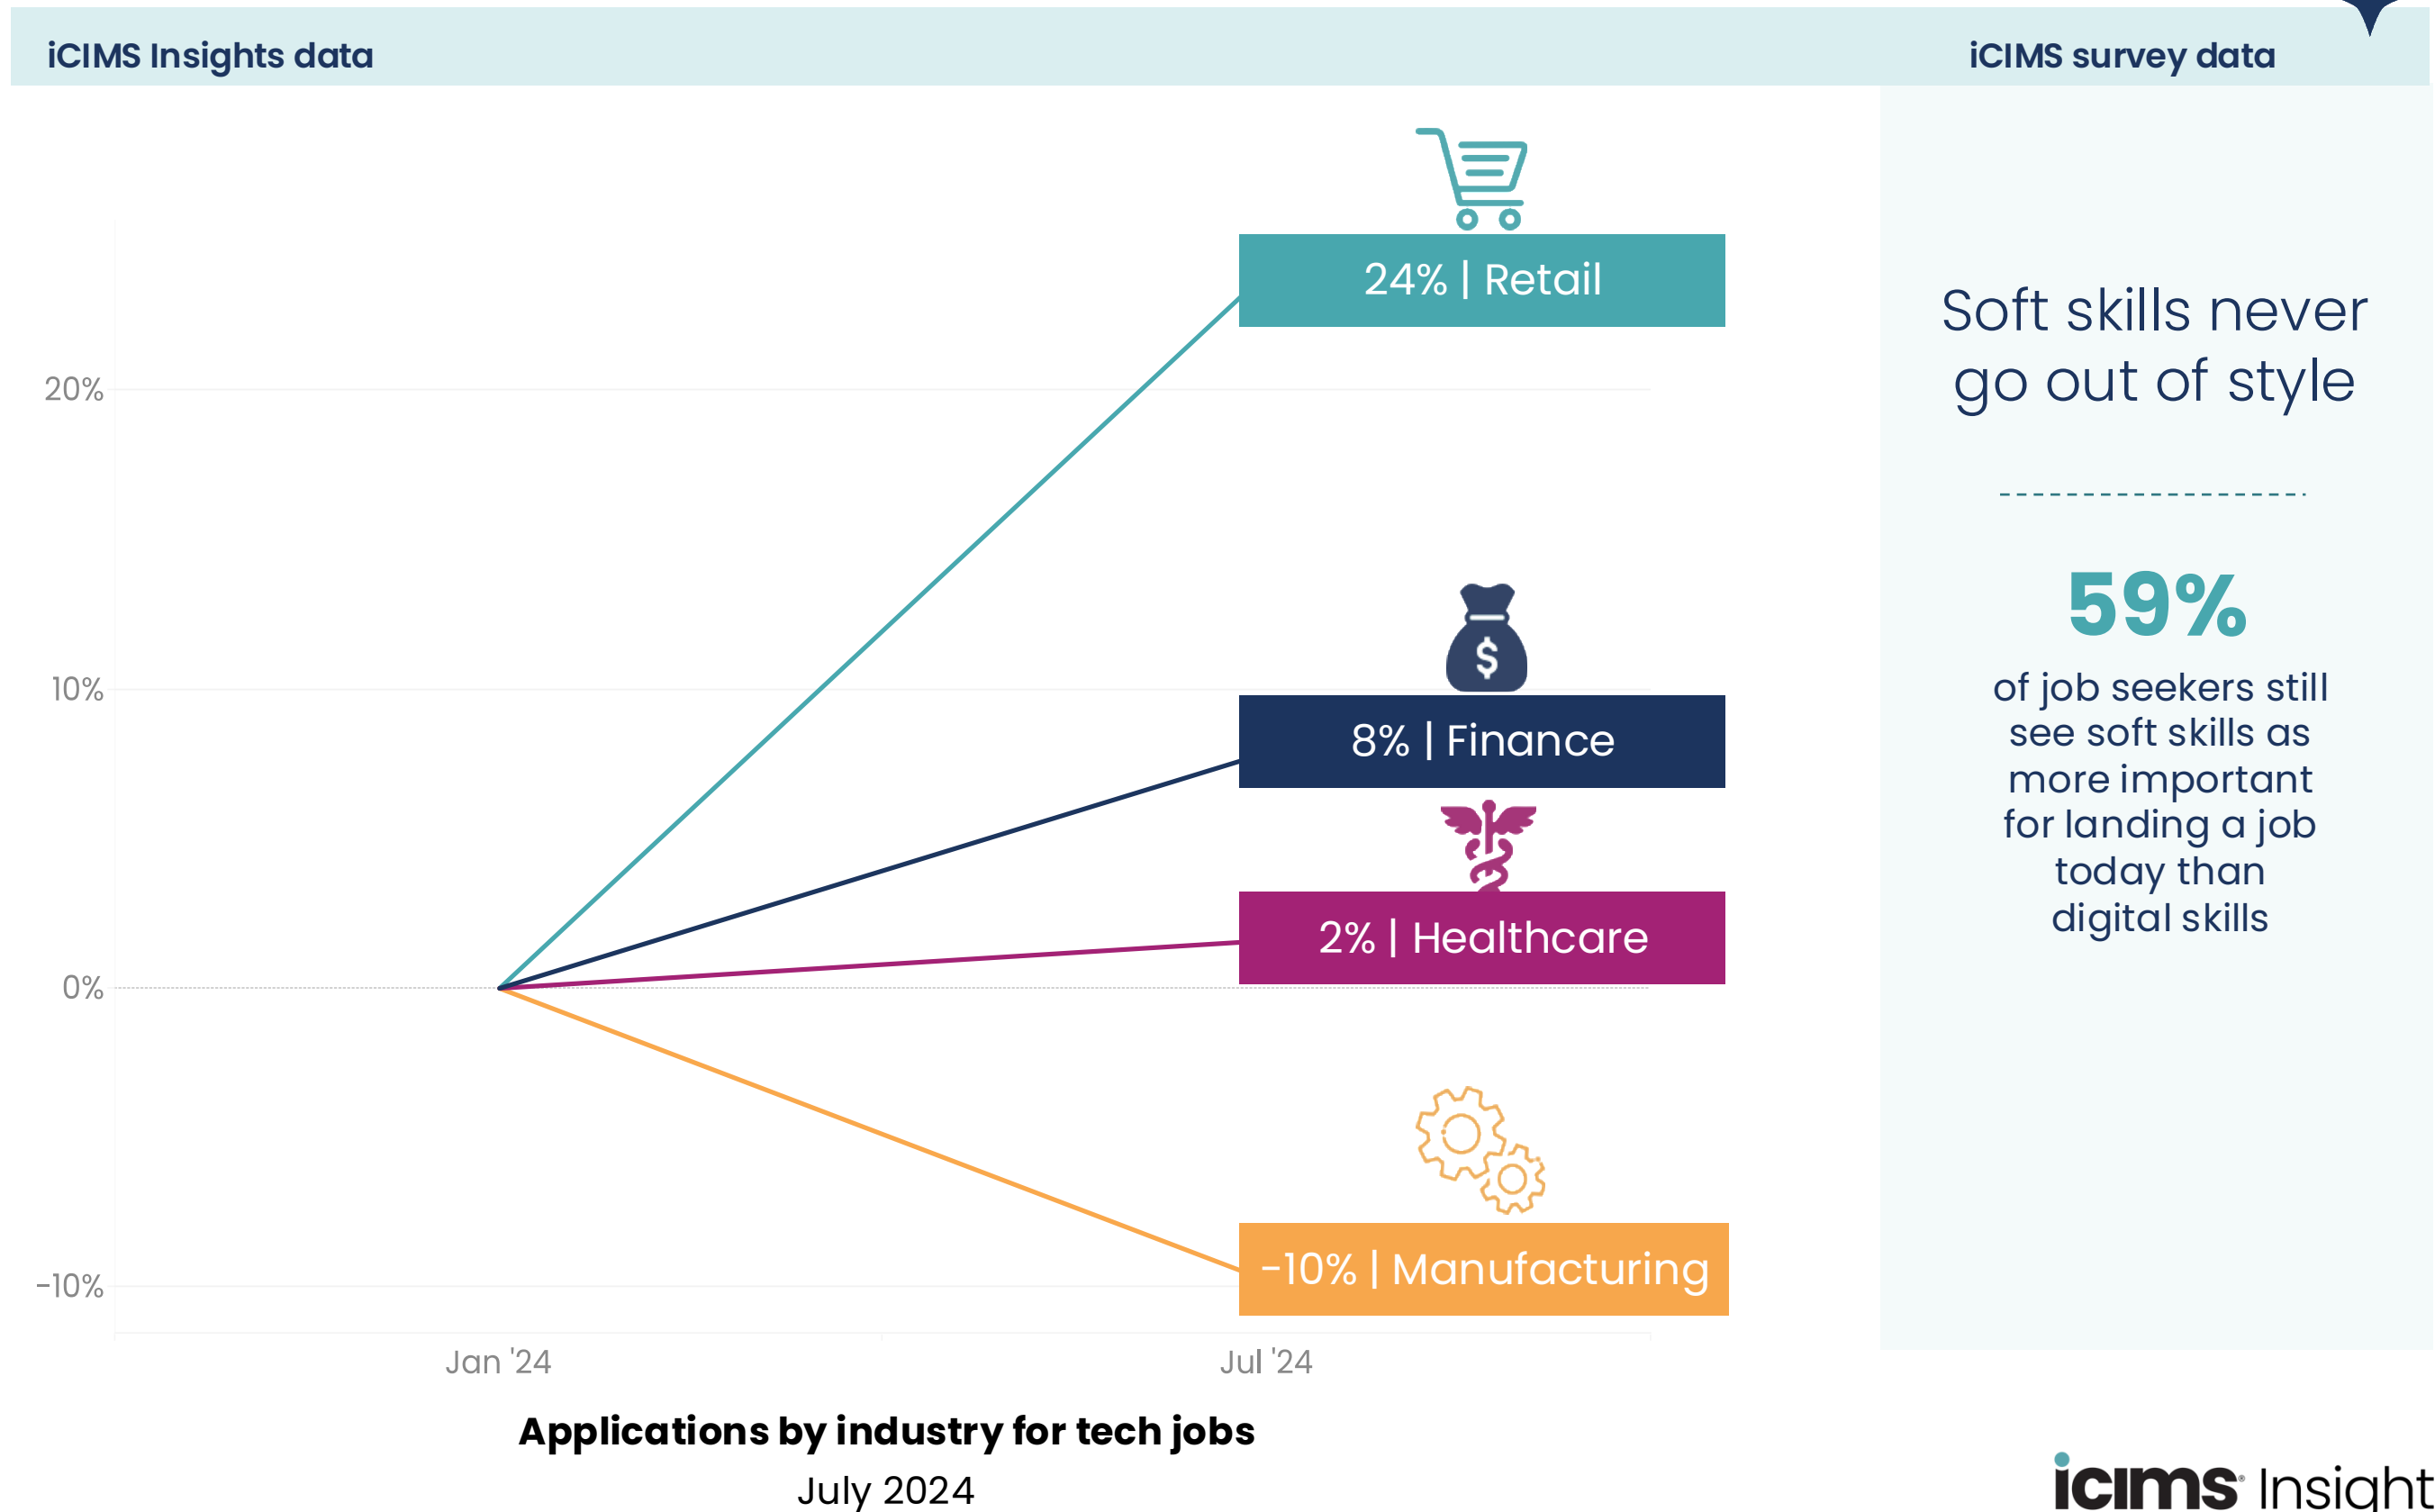 iCIMS Insights data
iCIMS survey data
24% | Retail
20%
10%
8% | Finance
2% | Healthcare
0%
-10% | Manufacturing
-10%
Jan '24
Jul '24
Applications by industry for tech jobs
July 2024
Soft skills never
go out of style
59%
of job seekers still
see soft skills as
more important
for landing a job
today than
digital skills
icims® Insight